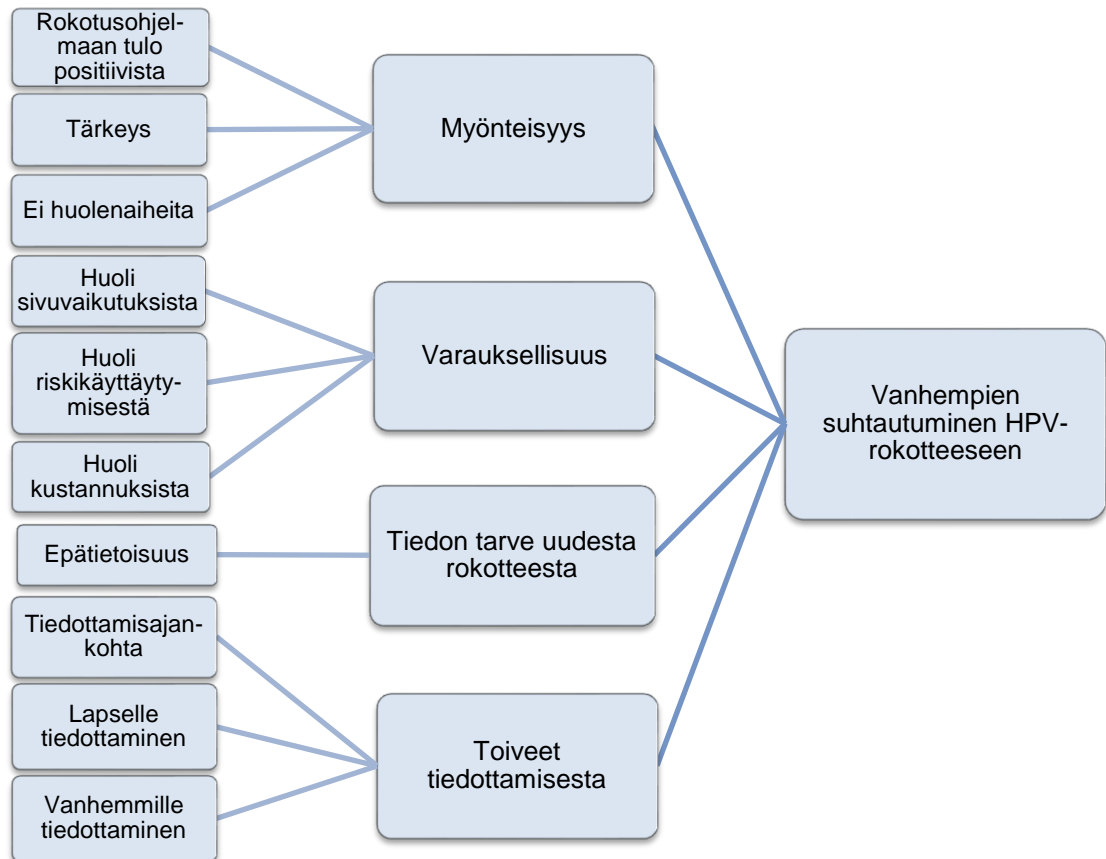 Rokotusohjel-
maan tulo
positiivista
Tärkeys
Ei huolenaiheita
Huoli
sivuvaikutuksista
Huoli
riskikäyttäyty-
misestä
Huoli
kustannuksista
Epätietoisuus
Tiedottamisajan-
kohta
Lapselle
tiedottaminen
Vanhemmille
tiedottaminen
Myönteisyys
Varauksellisuus
Tiedon tarve uudesta
rokotteesta
Toiveet
tiedottamisesta
Vanhempien
suhtautuminen HPV-
rokotteeseen